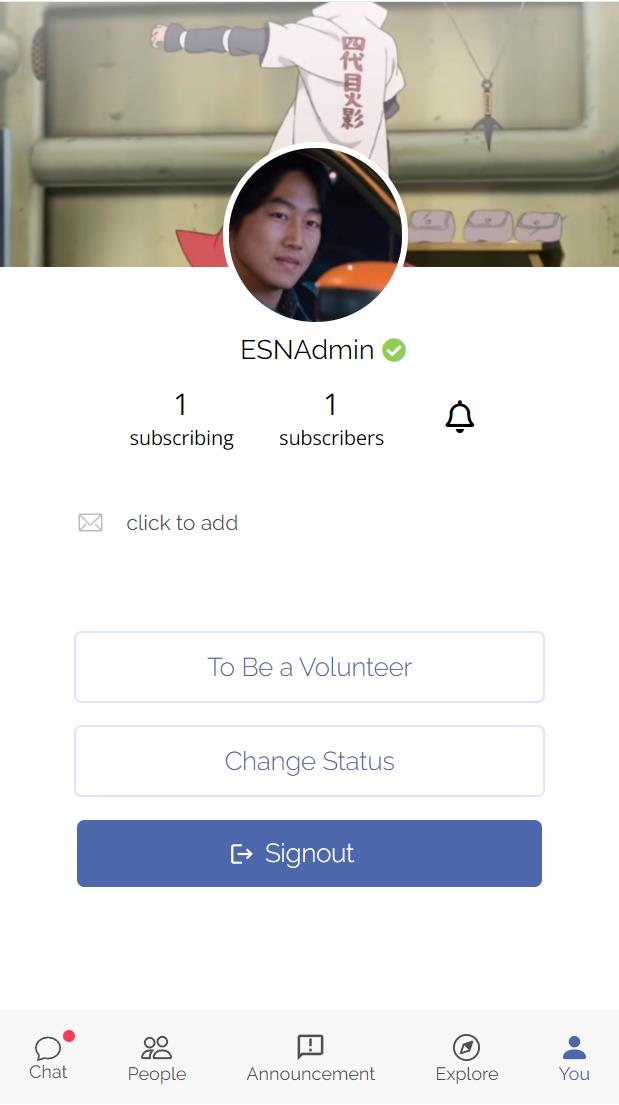 四代目火影
ESNAdmin
1
1
subscribing
subscribers
click to add
To Be a Volunteer
Change Status
Signout
Chat
People
Announcement
Explore
You